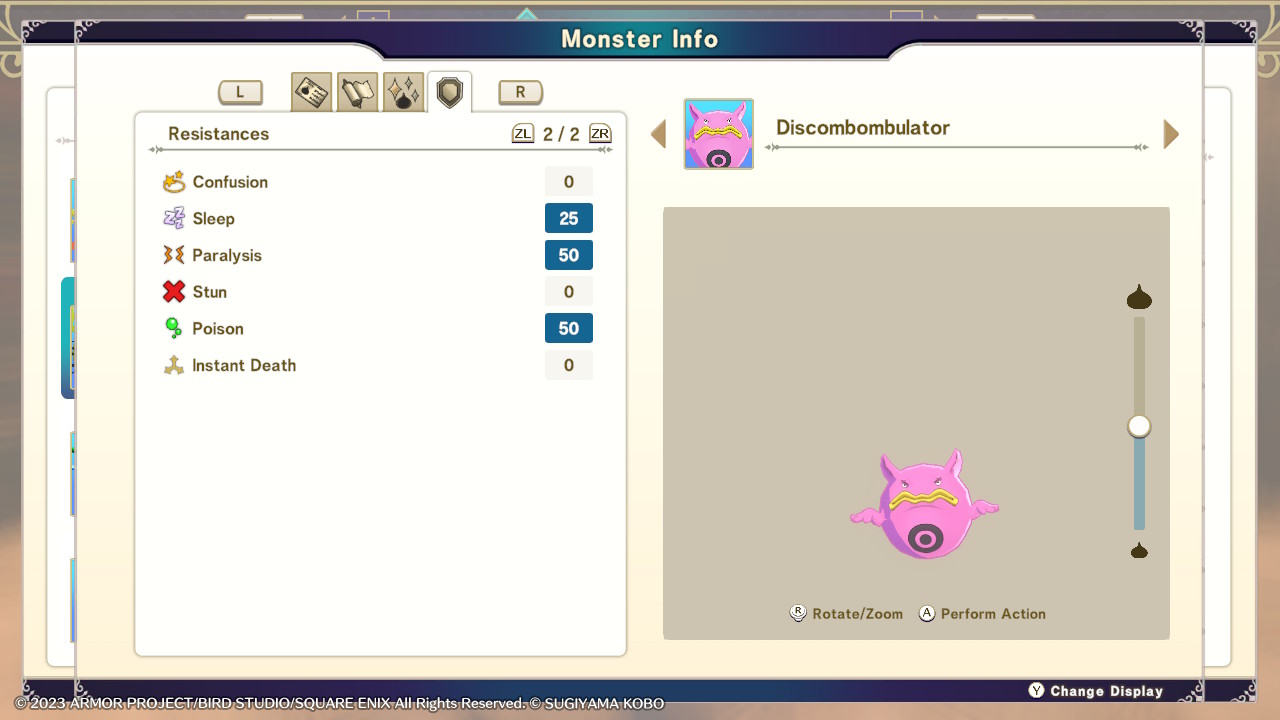 Monster Info
L
R
Resistances
ZL 2 / 2 ZR
Confusion 0
Sleep 25
Paralysis 50
Stun 0
Poison 50
Instant Death 0
Discombombulator
R Rotate/Zoom A Perform Action
Y Change Display
© 2023 ARMOR PROJECT/BIRD STUDIO/SQUARE ENIX All Rights Reserved. © SUGIYAMA KOBO